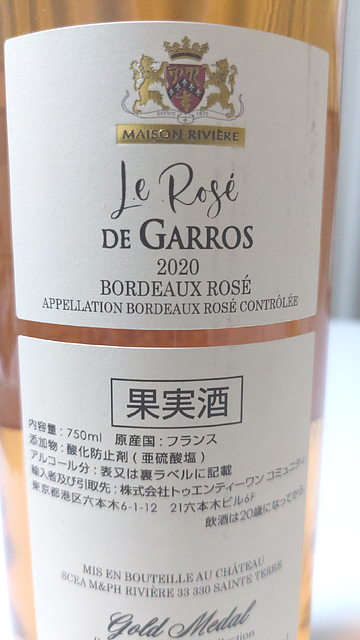 DEPUIS 1875
MAISON RIVIÈRE
Le Rosé
DE GARROS
2020
BORDEAUX ROSÉ
APPELLATION BORDEAUX ROSÉ CONTRÔLÉE
果実酒
内容量：750ml 原産国：フランス
添加物：酸化防止剤（亜硫酸塩）
アルコール分：表又は裏ラベルに記載
輸入者及び引取先：株式会社トゥエンティーワン コミュニティ
東京都港区六本木6-1-12 21六本木ビル6F
飲酒は20歳になってから
MIS EN BOUTEILLE AU CHÂTEAU
SCEA M&PH RIVIÈRE 33 330 SAINTE TERRE
Gold Medal